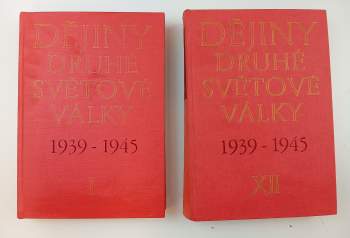 DĚJINY
DRUHÉ
SVĚTOVÉ
VÁLKY
1939 - 1945
I
DĚJINY
DRUHÉ
SVĚTOVÉ
VÁLKY
1939 - 1945
XII